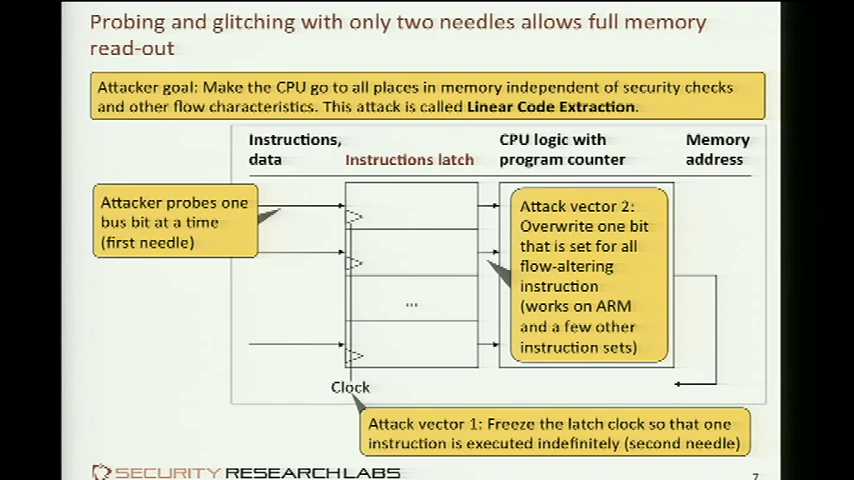 Probing and glitching with only two needles allows full memory
read-out
Attacker goal: Make the CPU go to all places in memory independent of security checks
and other flow characteristics. This attack is called Linear Code Extraction.
Instructions,
data
Instructions latch
CPU logic with
program counter
Memory
address
Attacker probes one
bus bit at a time
(first needle)
Attack vector 2:
Overwrite one bit
that is set for all
flow-altering
instruction
(works on ARM
and a few other
instruction sets)
...
Clock
Attack vector 1: Freeze the latch clock so that one
instruction is executed indefinitely (second needle)
SECURITY RESEARCH LABS
7